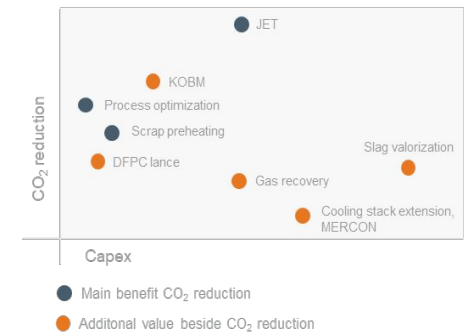 JET
KOBM
Process optimization
Scrap preheating
Slag valorization
DFPC lance
Gas recovery
Cooling stack extension,
MERCON
CO₂ reduction
Capex
Main benefit CO₂ reduction
Additonal value beside CO₂ reduction